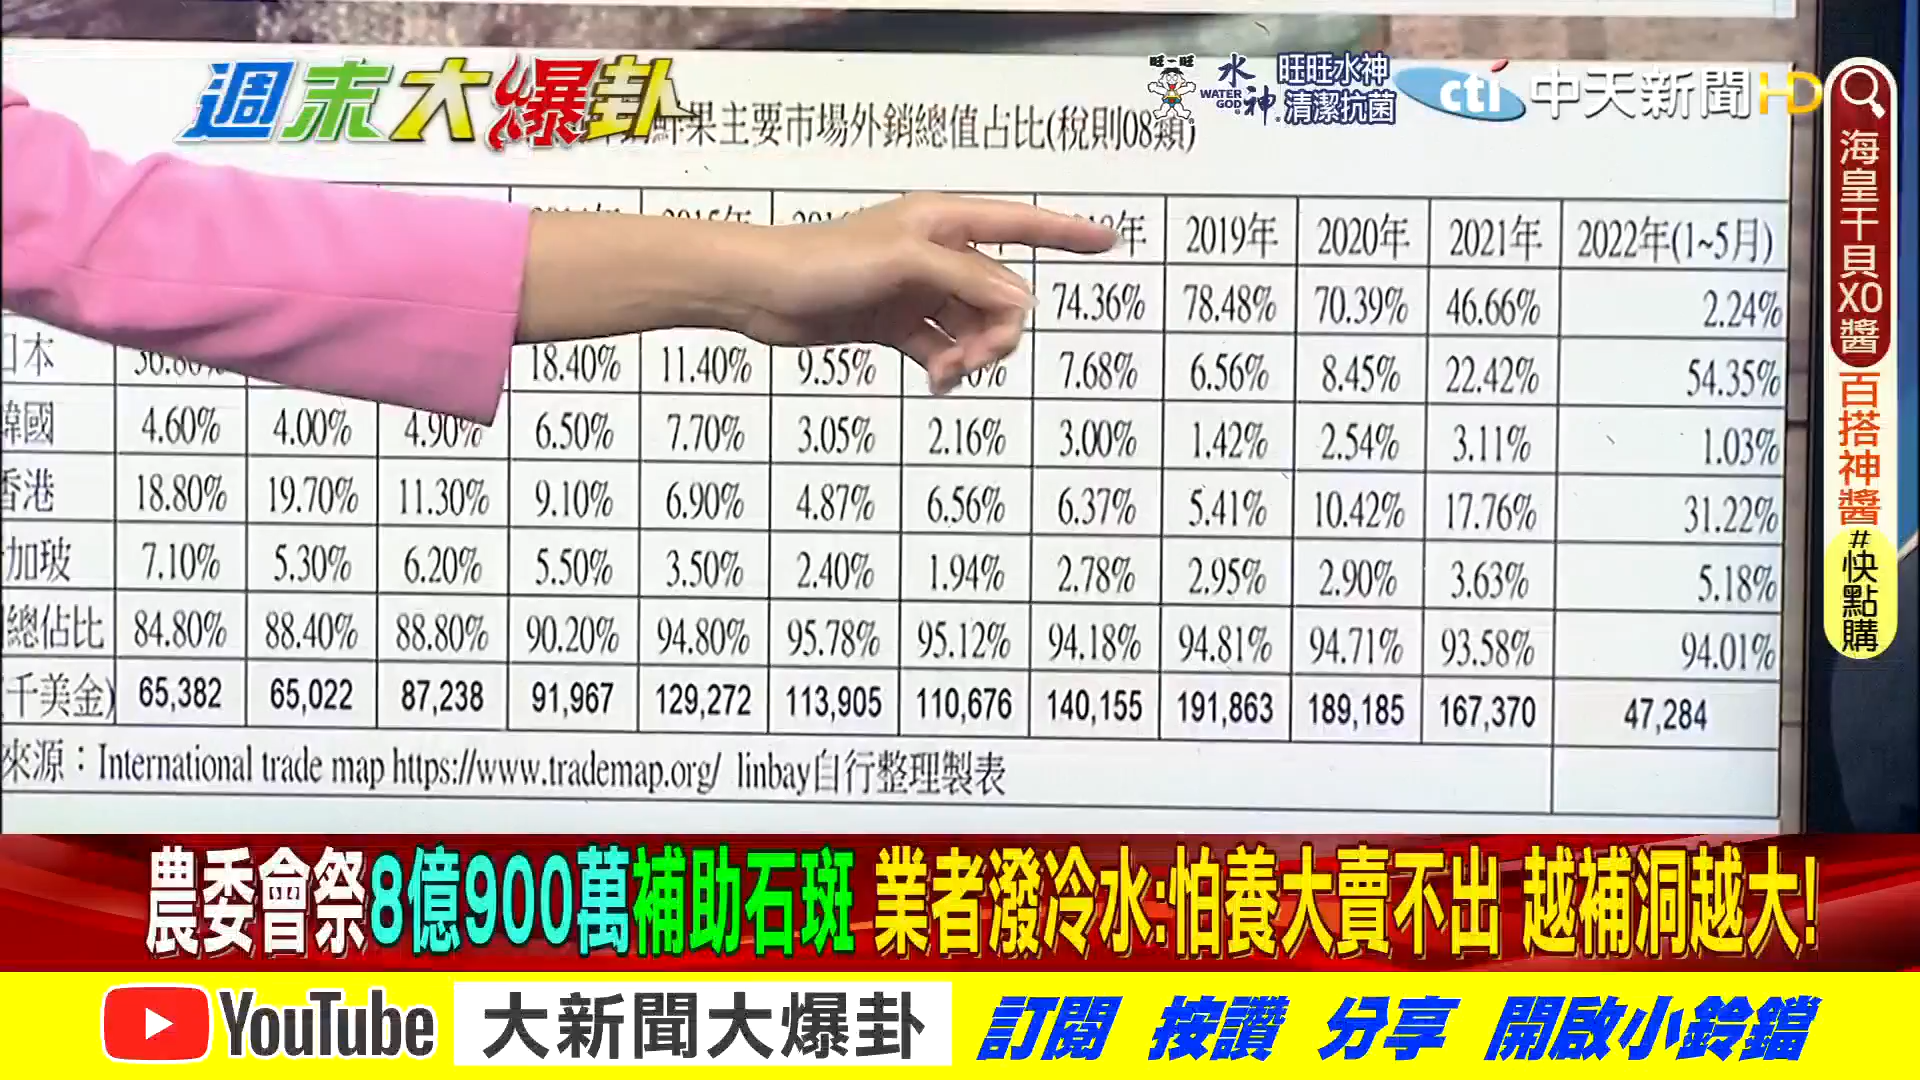 週末大爆卦
旺一旺
水神
WATER GOD
旺旺水神
清潔抗菌
cti 中天新聞HD
鮮果主要市場外銷總值占比(稅則08類)
年 2019年 2020年 2021年 2022年(1~5月)
74.36% 78.48% 70.39% 46.66% 2.24%
日本 18.40% 11.40% 9.55% 7.68% 6.56% 8.45% 22.42% 54.35%
韓國 4.60% 4.00% 4.90% 6.50% 7.70% 3.05% 2.16% 3.00% 1.42% 2.54% 3.11% 1.03%
香港 18.80% 19.70% 11.30% 9.10% 6.90% 4.87% 6.56% 6.37% 5.41% 10.42% 17.76% 31.22%
加玻 7.10% 5.30% 6.20% 5.50% 3.50% 2.40% 1.94% 2.78% 2.95% 2.90% 3.63% 5.18%
總佔比 84.80% 88.40% 88.80% 90.20% 94.80% 95.78% 95.12% 94.18% 94.81% 94.71% 93.58% 94.01%
(千美金) 65,382 65,022 87,238 91,967 129,272 113,905 110,676 140,155 191,863 189,185 167,370 47,284
來源：International trade map https://www.trademap.org/ linbay自行整理製表
海皇干貝XO醬
百搭神醬
#快點購
農委會祭8億900萬補助石斑 業者潑冷水:怕養大賣不出 越補洞越大!
YouTube 大新聞大爆卦 訂閱 按讚 分享 開啟小鈴鐺